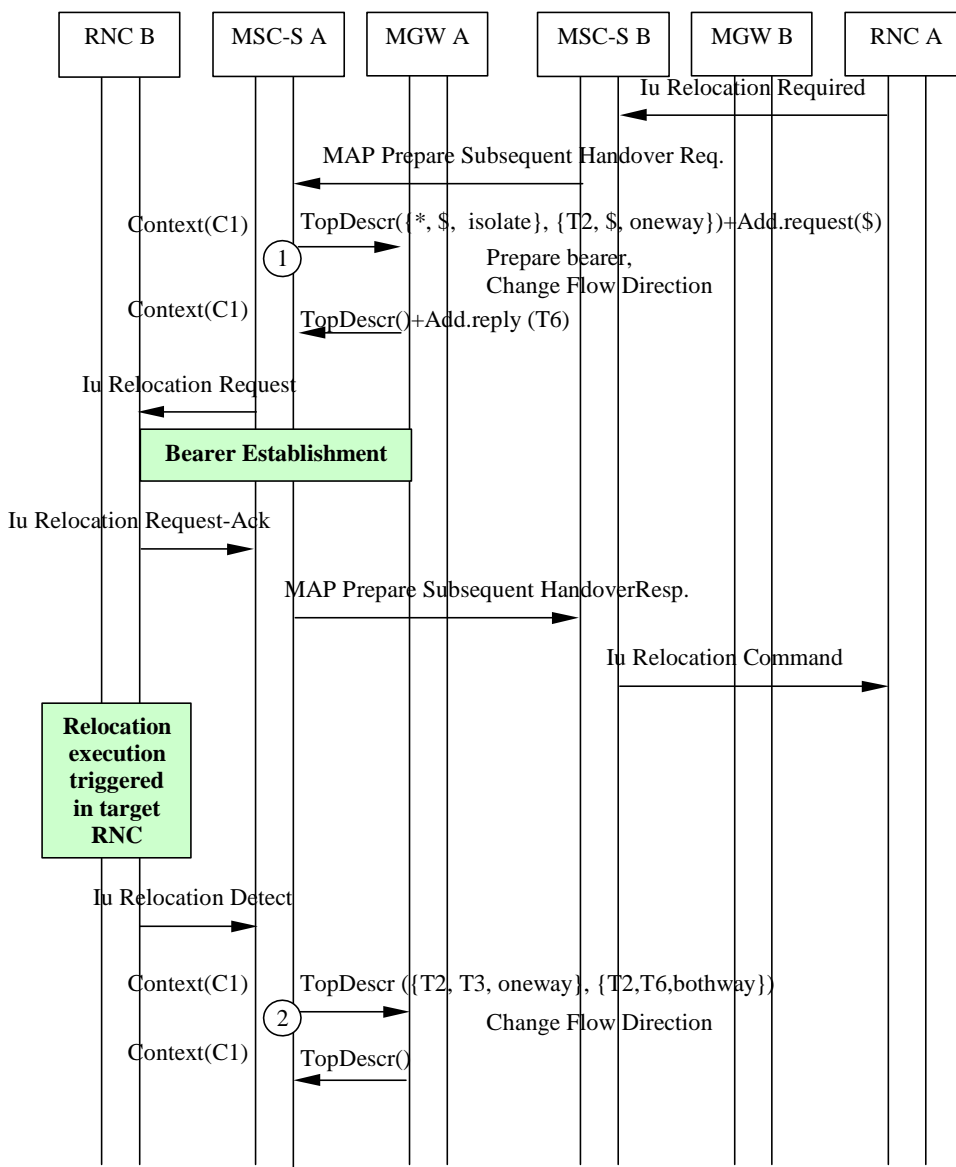 RNC B
MSC-S A
MGW A
MSC-S B
MGW B
RNC A
Iu Relocation Required
MAP Prepare Subsequent Handover Req.
Context(C1)
TopDescr({*, $, isolate}, {T2, $, oneway})+Add.request($)
1
Prepare bearer,
Change Flow Direction
Context(C1)
TopDescr()+Add.reply (T6)
Iu Relocation Request
Bearer Establishment
Iu Relocation Request-Ack
MAP Prepare Subsequent HandoverResp.
Iu Relocation Command
Relocation
execution
triggered
in target
RNC
Iu Relocation Detect
Context(C1)
TopDescr ({T2, T3, oneway}, {T2,T6,bothway})
2
Change Flow Direction
Context(C1)
TopDescr()